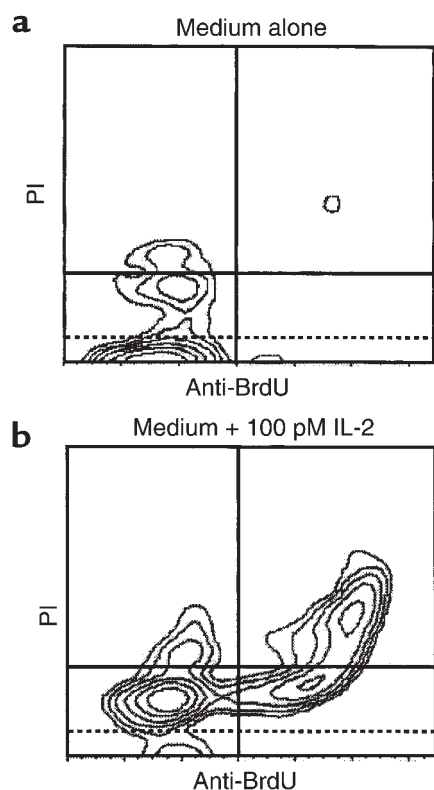 a
Medium alone
PI
Anti-BrdU
b
Medium + 100 pM IL-2
PI
Anti-BrdU